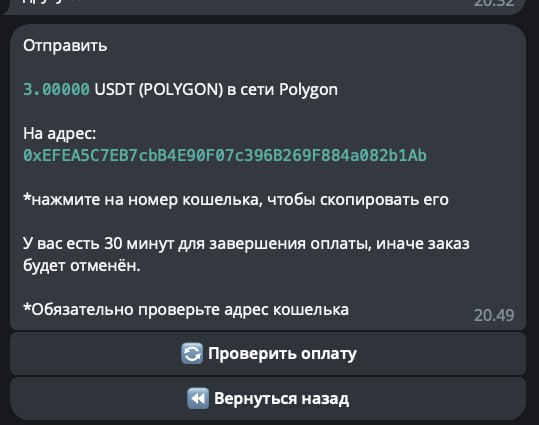 20.32
Отправить
3.00000 USDT (POLYGON) в сети Polygon
На адрес:
0xEFEA5C7EB7cbB4E90F07c396B269F884a082b1Ab
*нажмите на номер кошелька, чтобы скопировать его
У вас есть 30 минут для завершения оплаты, иначе заказ
будет отменён.
*Обязательно проверьте адрес кошелька
20.49
Проверить оплату
Вернуться назад